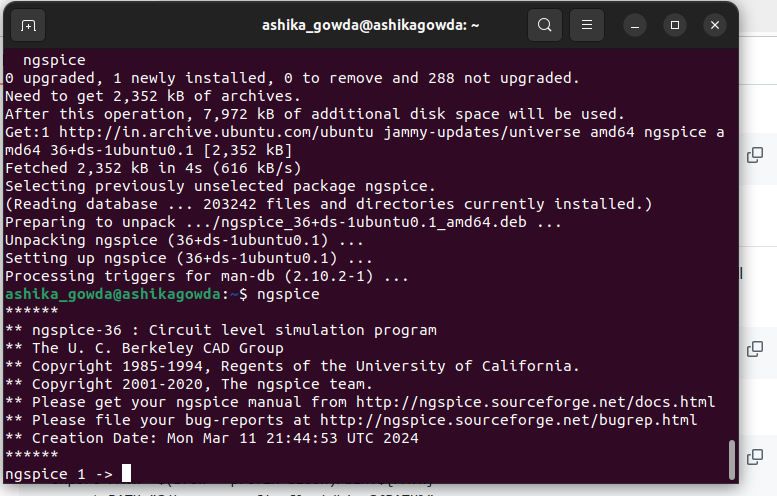 ashika_gowda@ashikagowda: ~
ngspice
0 upgraded, 1 newly installed, 0 to remove and 288 not upgraded.
Need to get 2,352 kB of archives.
After this operation, 7,972 kB of additional disk space will be used.
Get:1 http://in.archive.ubuntu.com/ubuntu jammy-updates/universe amd64 ngspice a
md64 36+ds-1ubuntu0.1 [2,352 kB]
Fetched 2,352 kB in 4s (616 kB/s)
Selecting previously unselected package ngspice.
(Reading database ... 203242 files and directories currently installed.)
Preparing to unpack .../ngspice_36+ds-1ubuntu0.1_amd64.deb ...
Unpacking ngspice (36+ds-1ubuntu0.1) ...
Setting up ngspice (36+ds-1ubuntu0.1) ...
Processing triggers for man-db (2.10.2-1) ...
ashika_gowda@ashikagowda:~$ ngspice
******
** ngspice-36 : Circuit level simulation program
** The U. C. Berkeley CAD Group
** Copyright 1985-1994, Regents of the University of California.
** Copyright 2001-2020, The ngspice team.
** Please get your ngspice manual from http://ngspice.sourceforge.net/docs.html
** Please file your bug-reports at http://ngspice.sourceforge.net/bugrep.html
** Creation Date: Mon Mar 11 21:44:53 UTC 2024
******
ngspice 1 ->